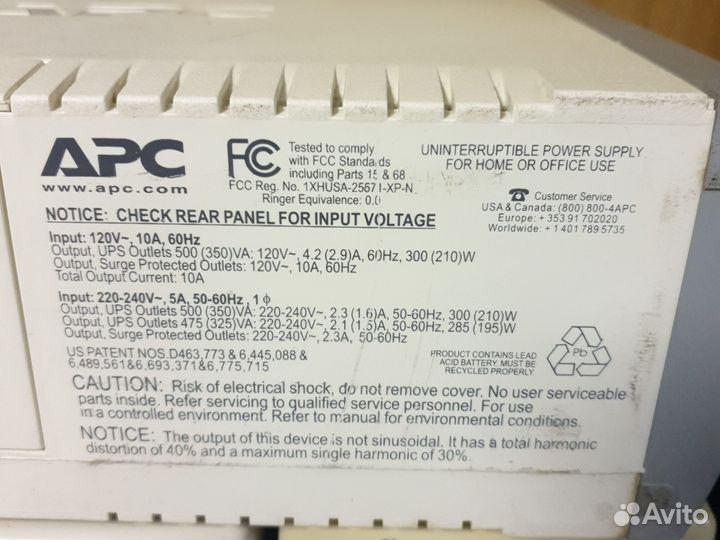 APC
www.apc.com
FC
Tested to comply
with FCC Standards
including Parts 15 & 68
FCC Reg. No. 1XHUSA-2567 I-XP-N
Ringer Equivalence: 0.0
UNINTERRUPTIBLE POWER SUPPLY
FOR HOME OR OFFICE USE
Customer Service
USA & Canada: (800) 800-4APC
Europe: + 353 91 702020
Worldwide: + 1 401 789 5735
NOTICE: CHECK REAR PANEL FOR INPUT VOLTAGE
Input: 120V~, 10A, 60Hz
Output, UPS Outlets 500 (350)VA: 120V~, 4.2 (2.9)A, 60Hz, 300 (210)W
Output, Surge Protected Outlets: 120V~, 10A, 60Hz
Total Output Current: 10A
Input: 220-240V~, 5A, 50-60Hz, 1 ϕ
Output, UPS Outlets 500 (350)VA: 220-240V~, 2.3 (1.6)A, 50-60Hz, 300 (210)W
Output, UPS Outlets 475 (325)VA: 220-240V~, 2.1 (1.5)A, 50-60Hz, 285 (195)W
Output, Surge Protected Outlets: 220-240V~, 2.3A, 50-60Hz
US PATENT NOS.D463,773 & 6,445,088 &
6,489,561&6,693,371&6,775,715
PRODUCT CONTAINS LEAD
ACID BATTERY. MUST BE
RECYCLED PROPERLY
Pb
CAUTION: Risk of electrical shock, do not remove cover. No user serviceable
parts inside. Refer servicing to qualified service personnel. For use
in a controlled environment. Refer to manual for environmental conditions.
NOTICE: The output of this device is not sinusoidal. It has a total harmonic
distortion of 40% and a maximum single harmonic of 30%.
Avito